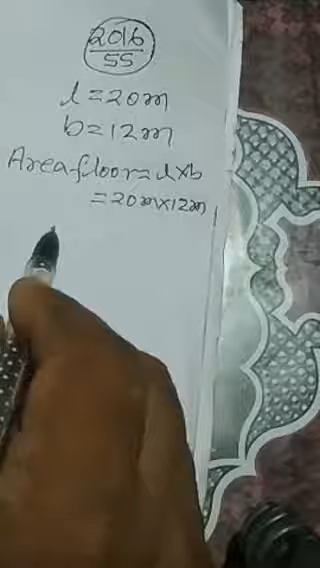 2016
55
l = 20m
b = 12m
Area floor = l×b
= 20m×12m